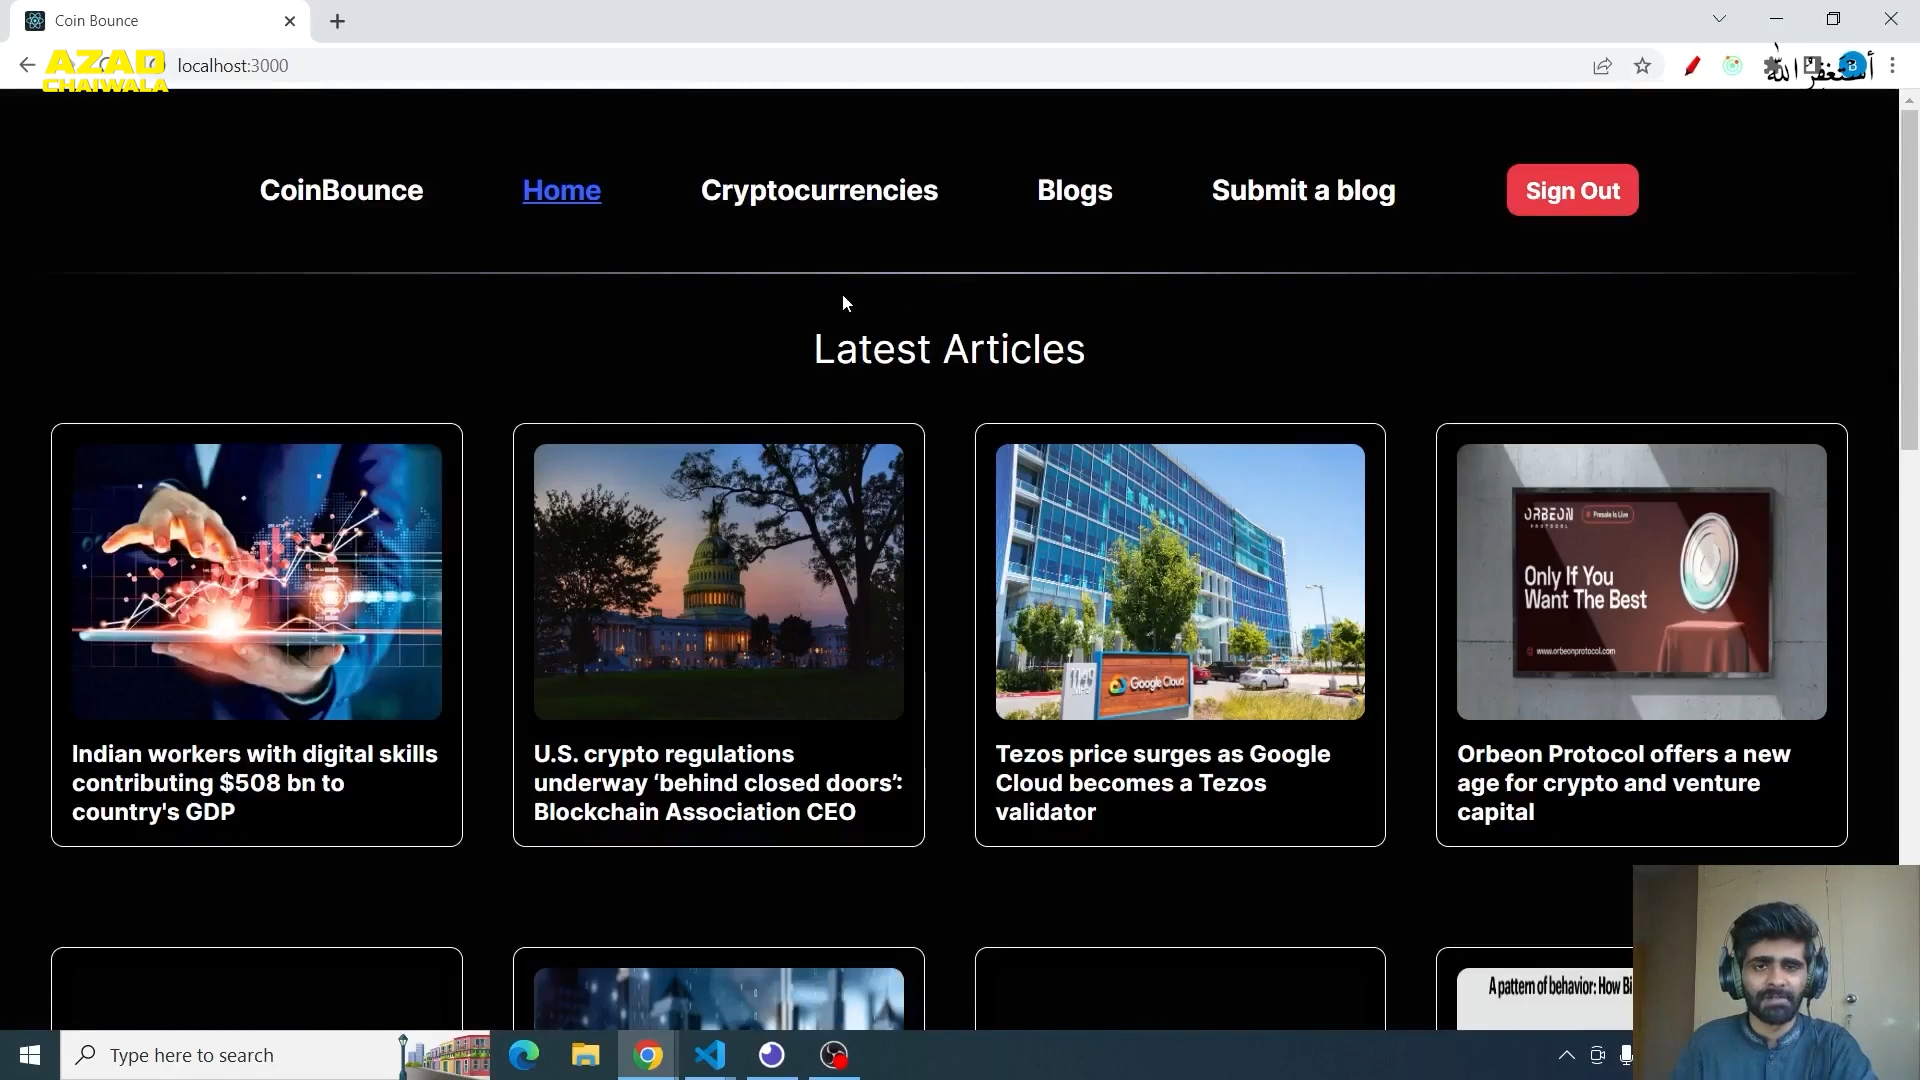 Coin Bounce
AZAD
CHAIWALA
localhost:3000
أستغفر الله
B
CoinBounce
Home
Cryptocurrencies
Blogs
Submit a blog
Sign Out
Latest Articles
Google Cloud
ORBEON
PROTOCOL
Presale is Live
Only If You
Want The Best
www.orbeonprotocol.com
Indian workers with digital skills
contributing $508 bn to
country's GDP
U.S. crypto regulations
underway ‘behind closed doors’:
Blockchain Association CEO
Tezos price surges as Google
Cloud becomes a Tezos
validator
Orbeon Protocol offers a new
age for crypto and venture
capital
A pattern of behavior: How Bi
Type here to search